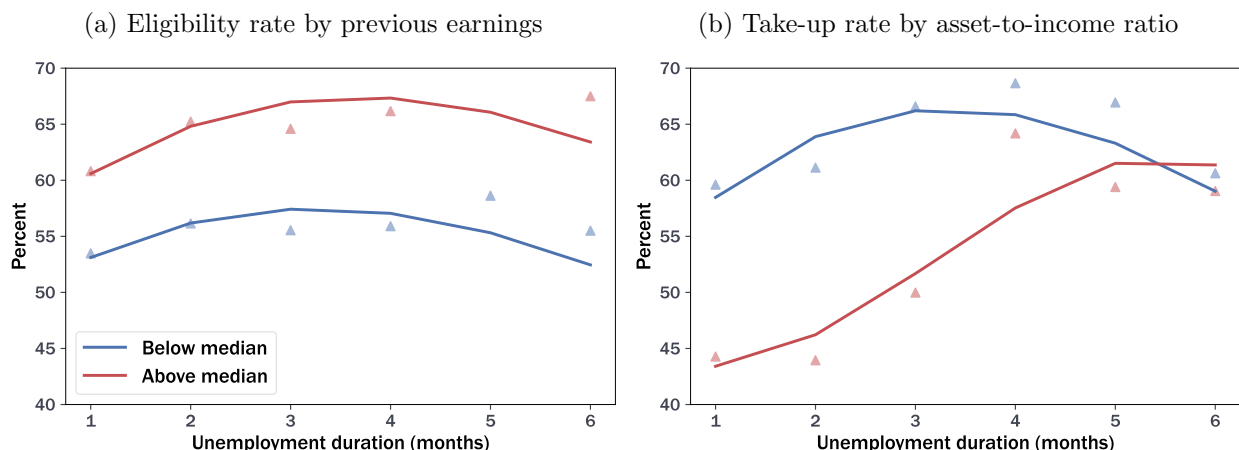 (a) Eligibility rate by previous earnings
70
65
60
55
50
45
40
Percent
Below median
Above median
1 2 3 4 5 6
Unemployment duration (months)
(b) Take-up rate by asset-to-income ratio
70
65
60
55
50
45
40
Percent
1 2 3 4 5 6
Unemployment duration (months)